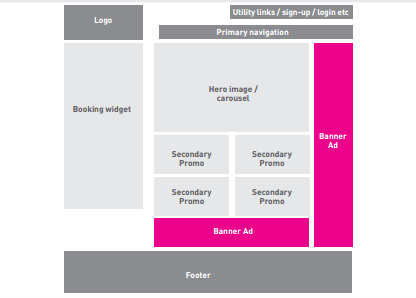 Logo
Utility links / sign-up / login etc
Primary navigation
Booking widget
Hero image /
carousel
Banner
Ad
Secondary
Promo
Secondary
Promo
Secondary
Promo
Secondary
Promo
Banner Ad
Footer